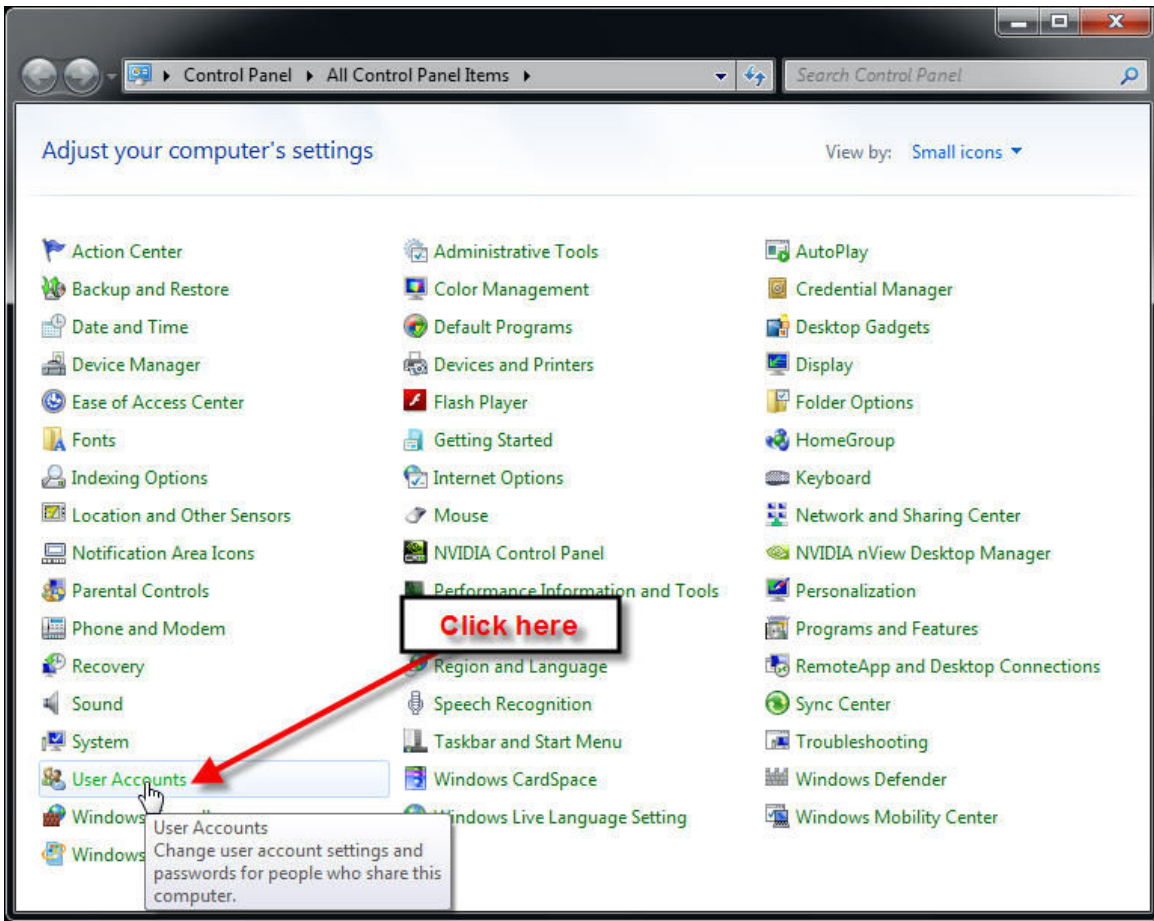 Control Panel All Control Panel Items Search Control Panel
Adjust your computer's settings View by: Small icons
Action Center Administrative Tools AutoPlay
Backup and Restore Color Management Credential Manager
Date and Time Default Programs Desktop Gadgets
Device Manager Devices and Printers Display
Ease of Access Center Flash Player Folder Options
Fonts Getting Started HomeGroup
Indexing Options Internet Options Keyboard
Location and Other Sensors Mouse Network and Sharing Center
Notification Area Icons NVIDIA Control Panel NVIDIA nView Desktop Manager
Parental Controls Performance Information and Tools Personalization
Phone and Modem Click here Programs and Features
Recovery Region and Language RemoteApp and Desktop Connections
Sound Speech Recognition Sync Center
System Taskbar and Start Menu Troubleshooting
User Accounts Windows CardSpace Windows Defender
Windows Windows Live Language Setting Windows Mobility Center
Windows
User Accounts
Change user account settings and
passwords for people who share this
computer.